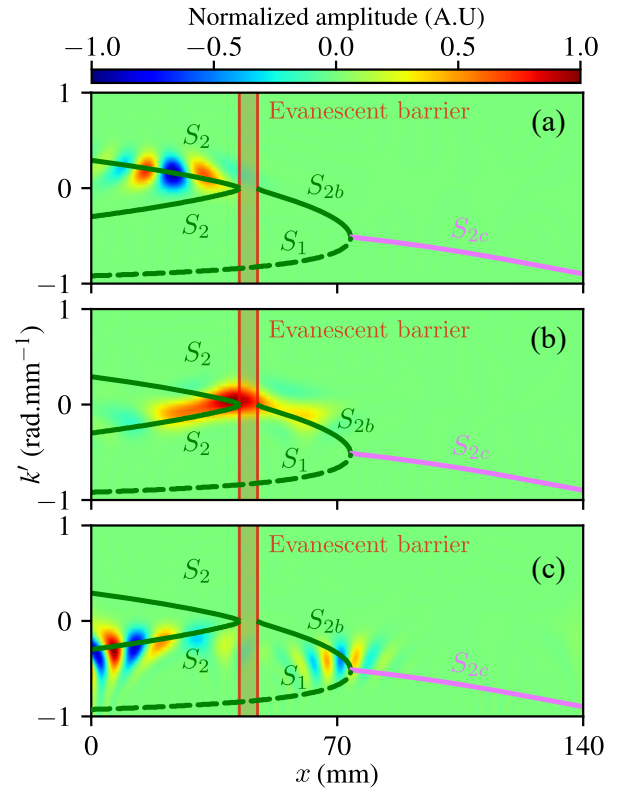 Normalized amplitude (A.U)
−1.0 −0.5 0.0 0.5 1.0
1
0
−1
Evanescent barrier
(a)
S2
S2b
S2
S1
S2c
1
0
−1
Evanescent barrier
(b)
S2
S2b
S2
S1
S2c
k′ (rad.mm−1)
1
0
−1
Evanescent barrier
(c)
S2
S2b
S2
S1
S2c
0 70 140
x (mm)